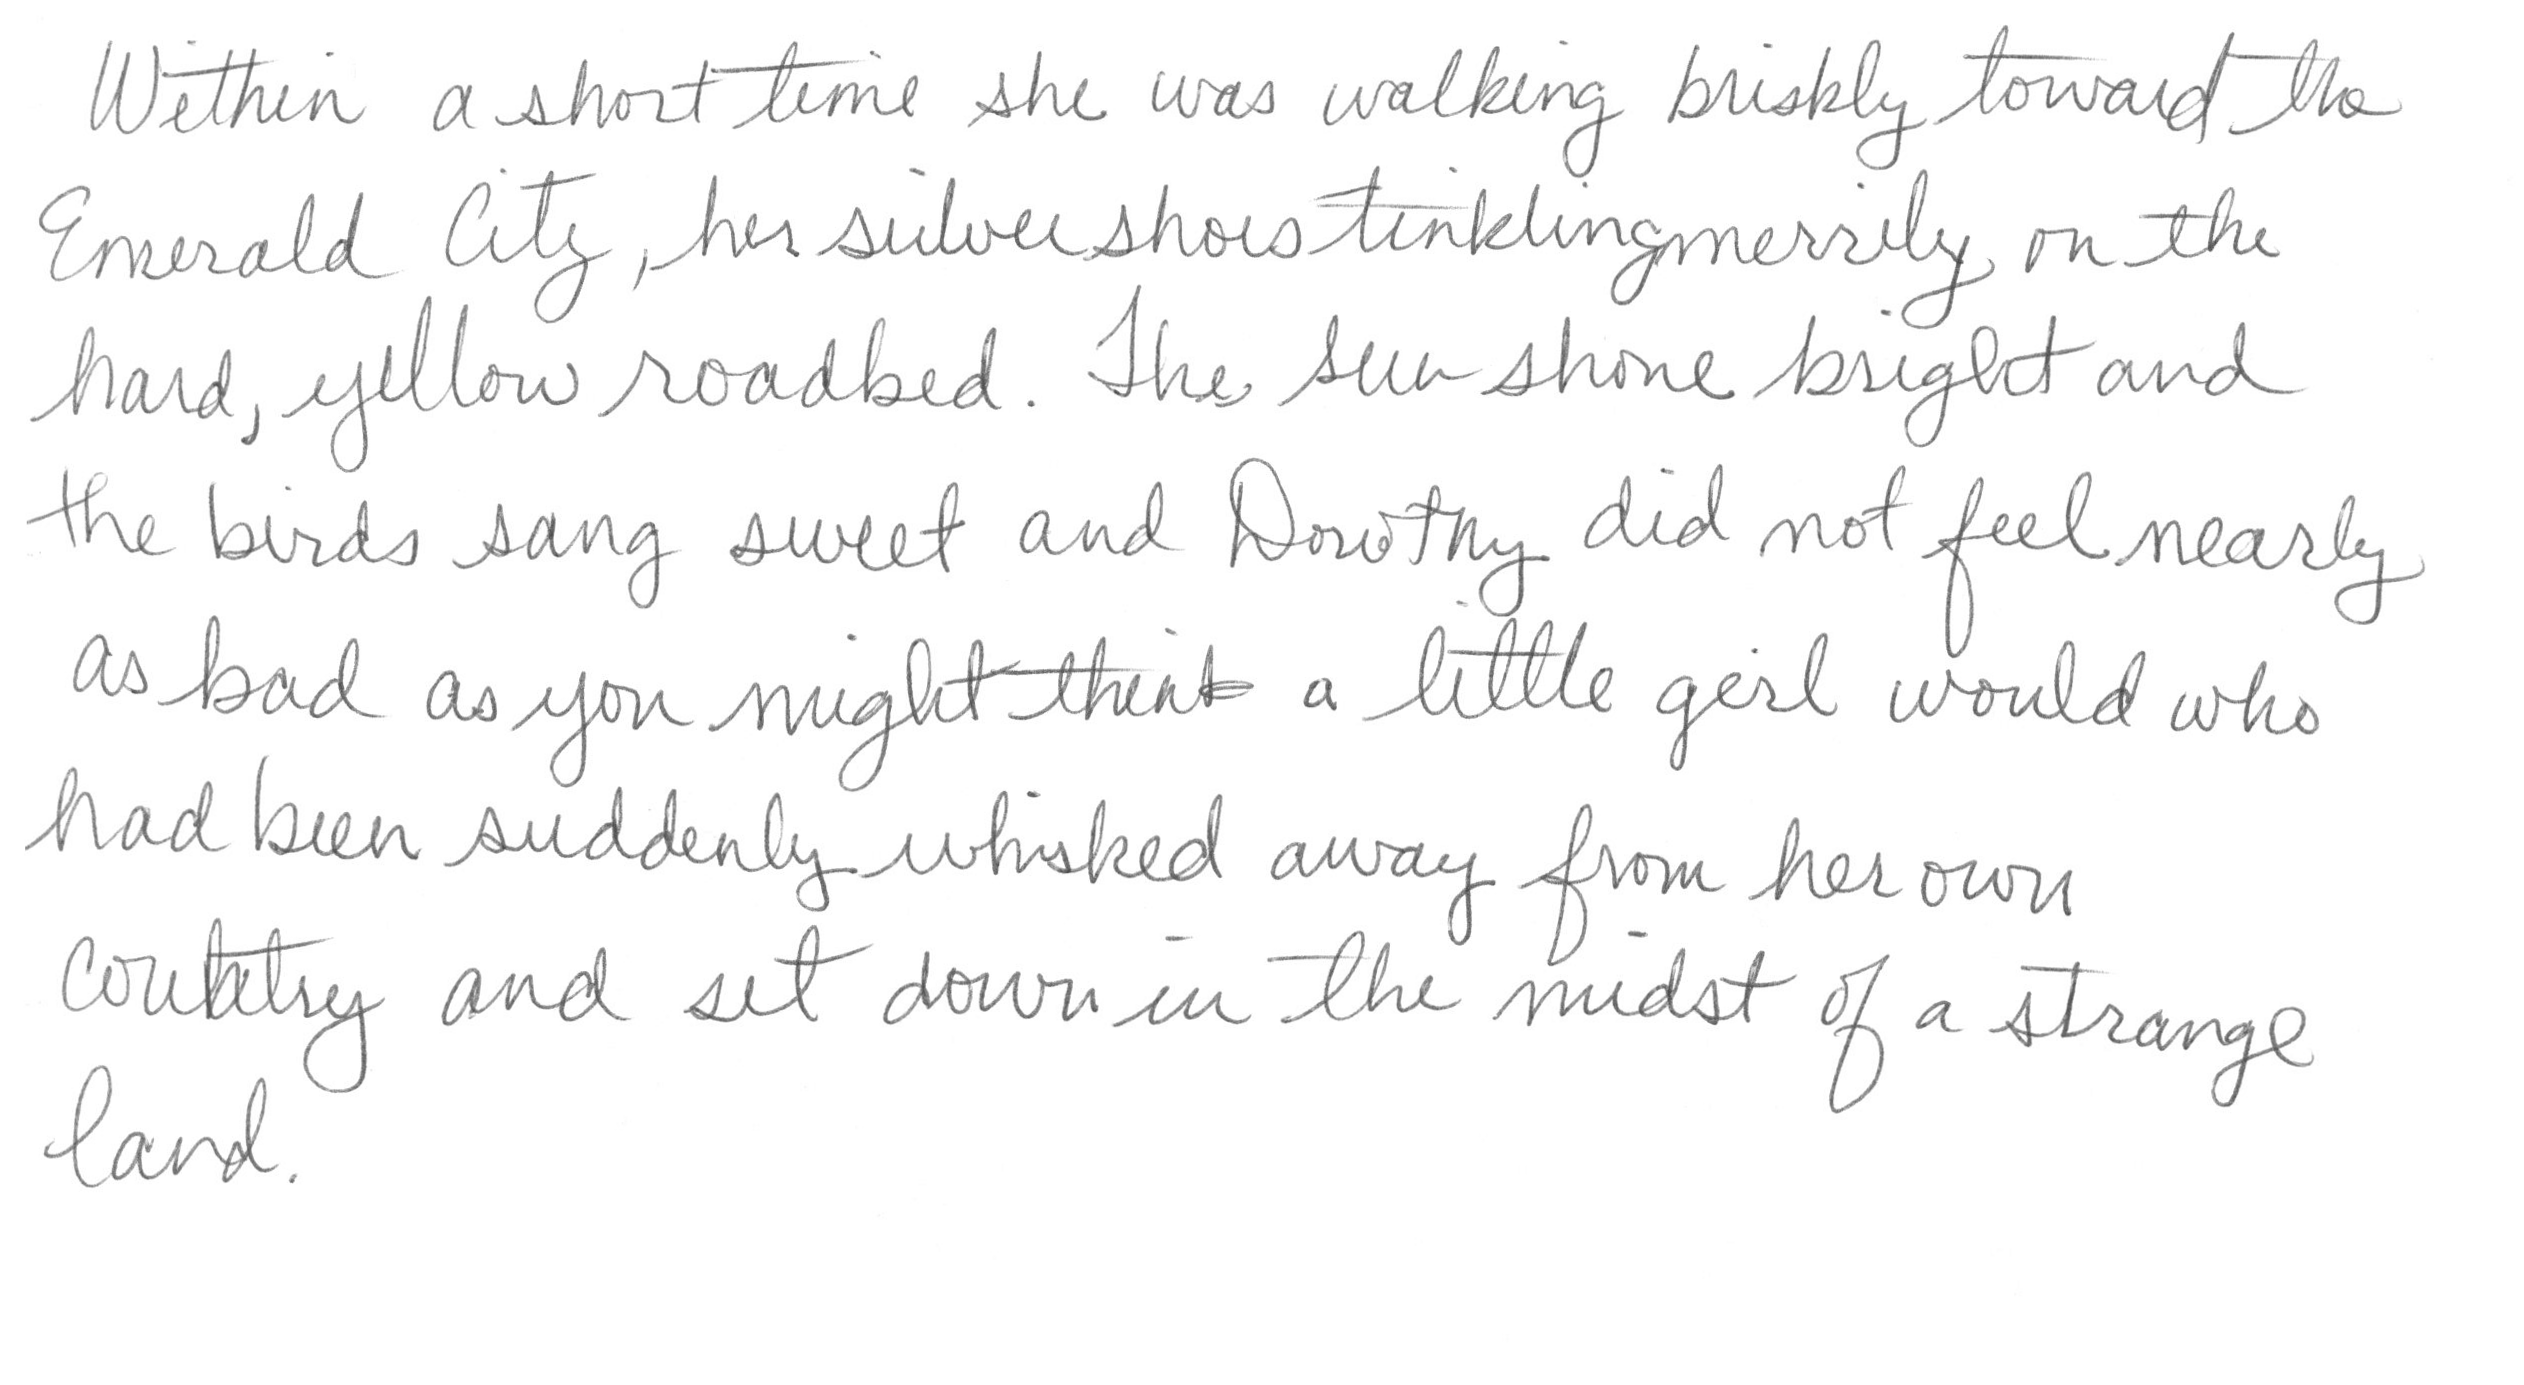 Within a short time she was walking briskly toward the
Emerald City, her silver shoes tinkling merrily on the
hard, yellow roadbed. The sun shone bright and
the birds sang sweet and Dorothy did not feel nearly
as bad as you might think a little girl would who
had been suddenly whisked away from her own
country and set down in the midst of a strange
land.